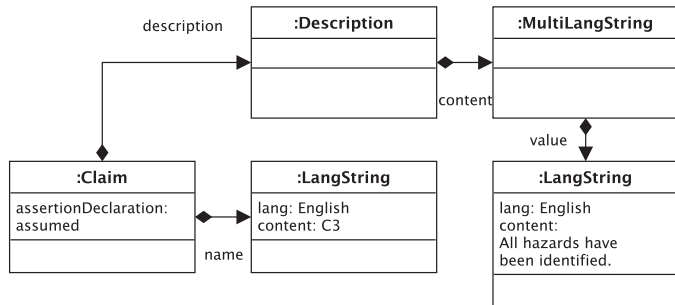 description
:Description
:MultiLangString
content
value
:Claim
assertionDeclaration:
assumed
name
:LangString
lang: English
content: C3
:LangString
lang: English
content:
All hazards have
been identified.